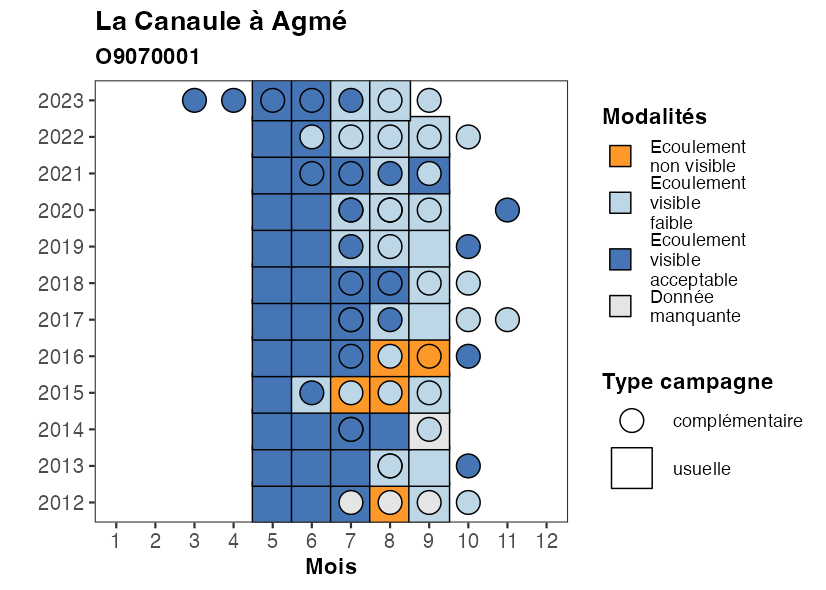 La Canaule à Agmé
O9070001
2023
2022
2021
2020
2019
2018
2017
2016
2015
2014
2013
2012
1 2 3 4 5 6 7 8 9 10 11 12
Mois
Modalités
Ecoulement
non visible
Ecoulement
visible
faible
Ecoulement
visible
acceptable
Donnée
manquante
Type campagne
complémentaire
usuelle